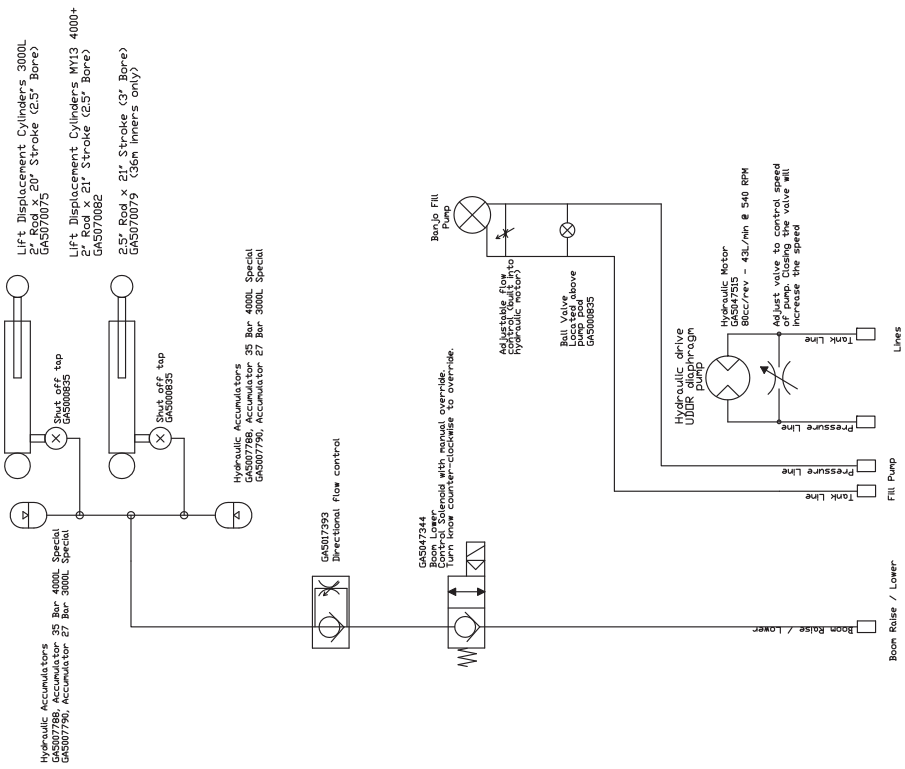 Lift Displacement Cylinders 3000L
2" Rod x 20" Stroke (2.5" Bore)
GA5070075
Lift Displacement Cylinders MY13 4000+
2" Rod x 21" Stroke (2.5" Bore)
GA5070082
2.5" Rod x 21" Stroke (3" Bore)
GA5070079 (36m inners only)
Shut off tap
GA5000835
Shut off tap
GA5000835
Hydraulic Accumulators
GA5007788, Accumulator 35 Bar 4000L Special
GA5007790, Accumulator 27 Bar 3000L Special
Hydraulic Accumulators
GA5007788, Accumulator 35 Bar 4000L Special
GA5007790, Accumulator 27 Bar 3000L Special
GA5017393
Directional flow control
GA5047344
Boom Lower
Control Solenoid with manual override.
Turn know counter-clockwise to override.
Banjo Fill
Pump
Adjustable flow
control (built into
hydraulic motor)
Ball Valve
Located above
pump pod
GA5000835
Hydraulic drive
UDOR diaphragm
pump
Hydraulic Motor
GA5047515
80cc/rev - 43L/min @ 540 RPM
Adjust valve to control speed
of pump. Closing the valve will
increase the speed
Boom Raise / Lower
Tank Line
Pressure Line
Pressure Line
Tank Line
Boom Raise / Lower
Fill Pump
Lines